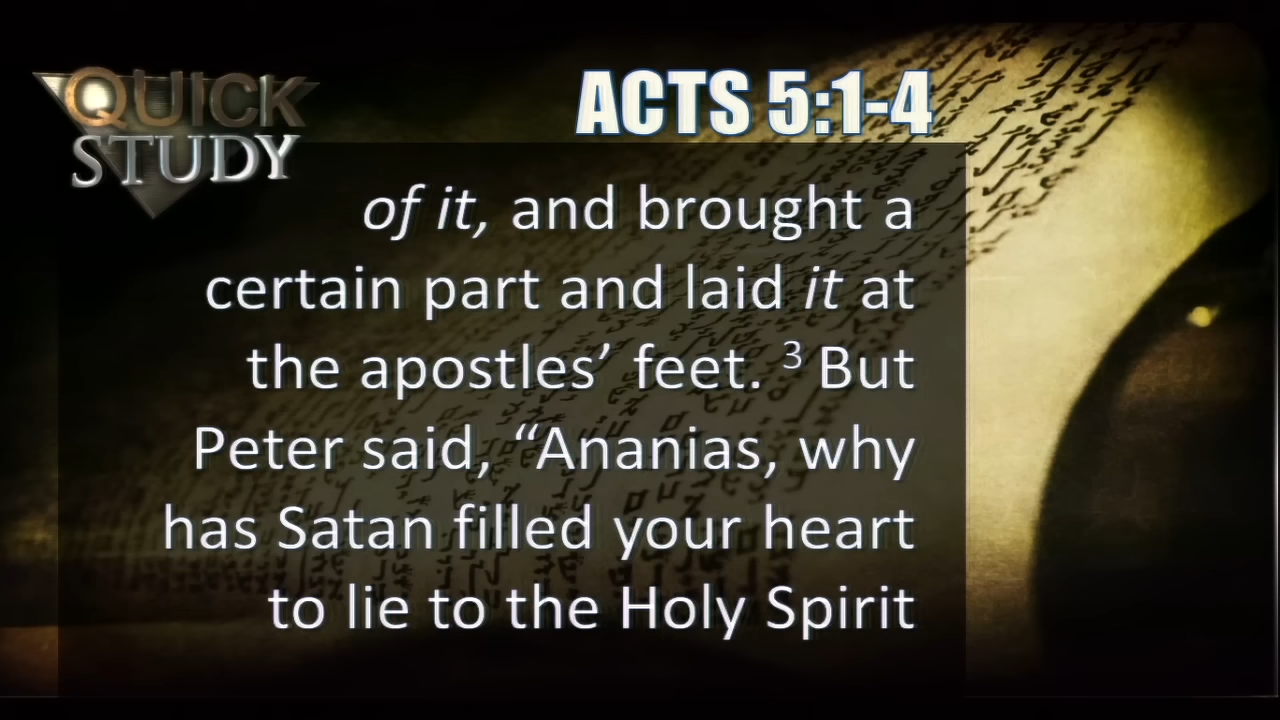 QUICK
STUDY
ACTS 5:1-4
of it, and brought a
certain part and laid it at
the apostles’ feet. ³ But
Peter said, “Ananias, why
has Satan filled your heart
to lie to the Holy Spirit